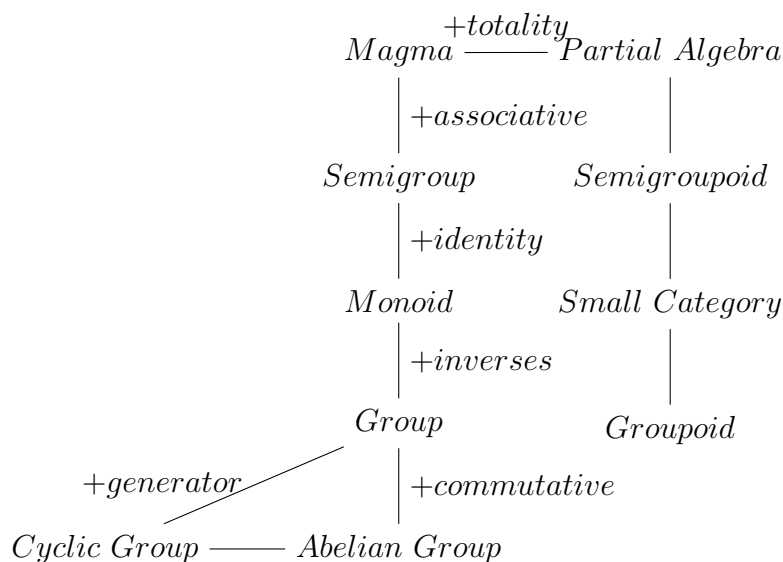 +totality
Magma Partial Algebra
+associative
Semigroup Semigroupoid
+identity
Monoid Small Category
+inverses
Group Groupoid
+generator +commutative
Cyclic Group Abelian Group